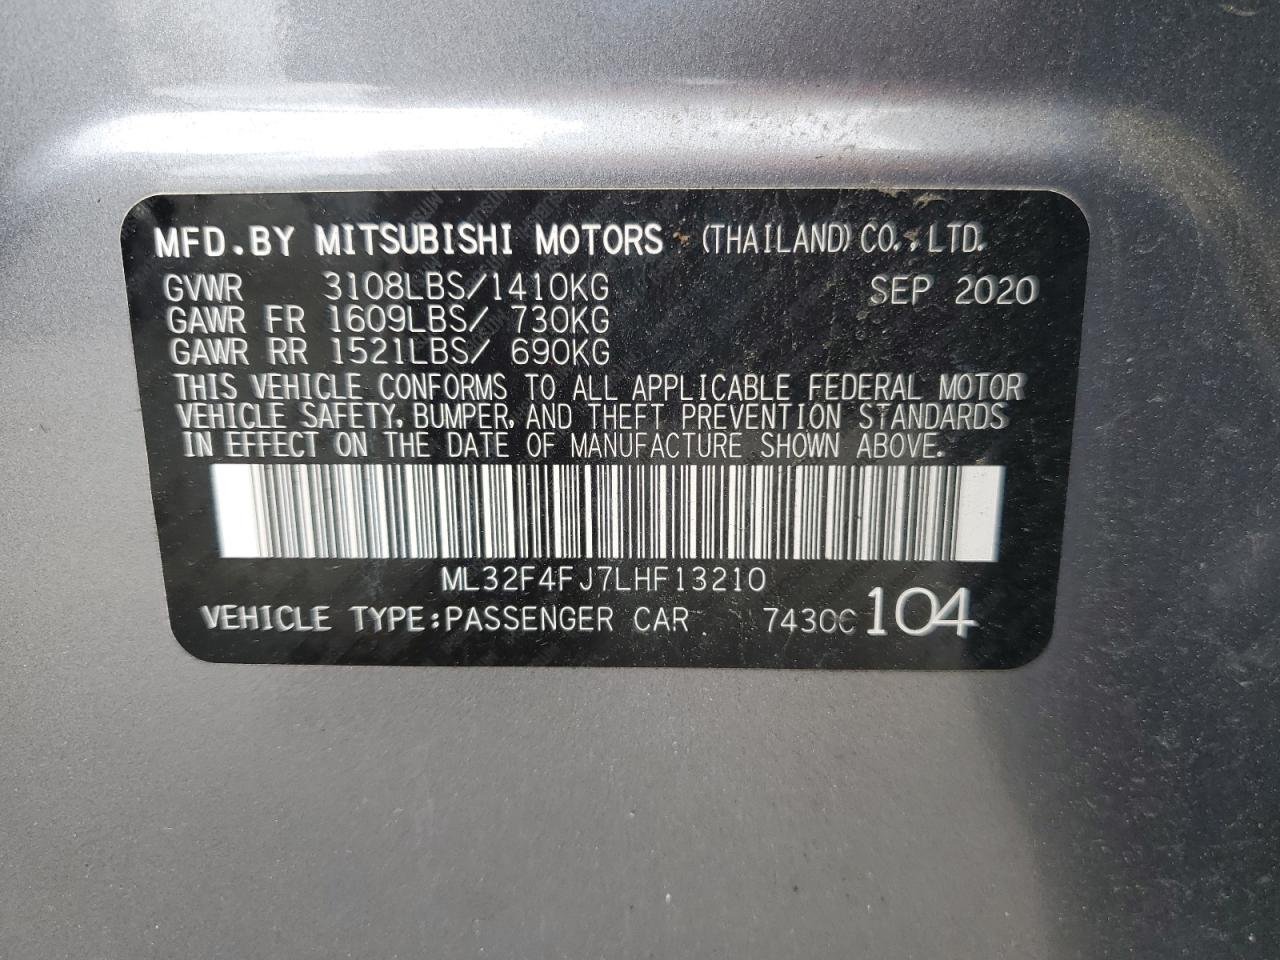 MFD.BY MITSUBISHI MOTORS (THAILAND) CO., LTD.
GVWR 3108LBS/1410KG SEP 2020
GAWR FR 1609LBS/ 730KG
GAWR RR 1521LBS/ 690KG
THIS VEHICLE CONFORMS TO ALL APPLICABLE FEDERAL MOTOR
VEHICLE SAFETY, BUMPER, AND THEFT PREVENTION STANDARDS
IN EFFECT ON THE DATE OF MANUFACTURE SHOWN ABOVE.
ML32F4FJ7LHF13210
VEHICLE TYPE:PASSENGER CAR 7430C 104